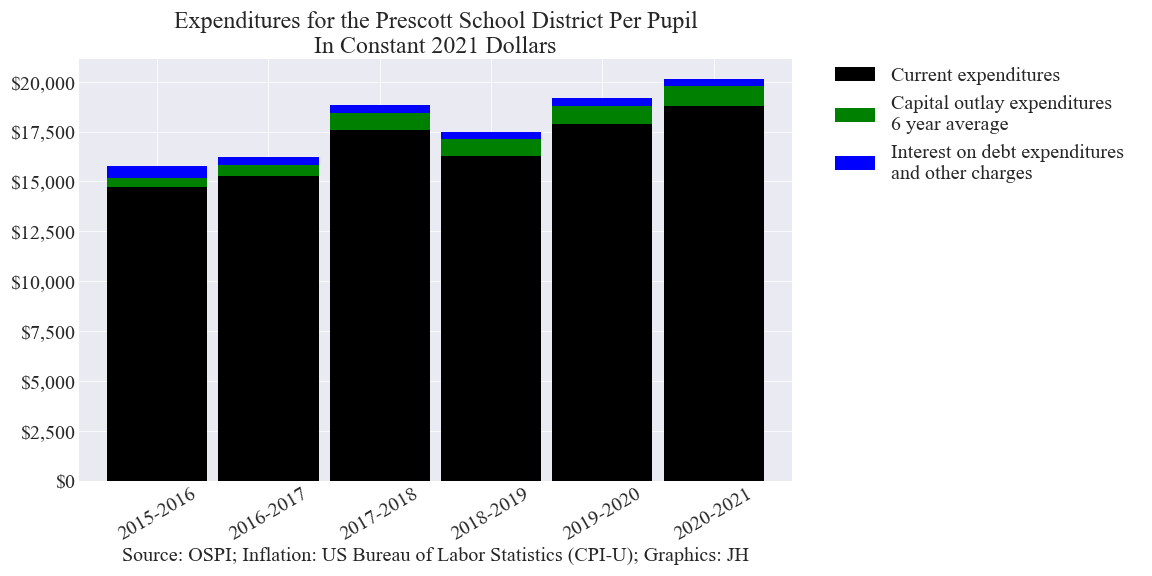 Expenditures for the Prescott School District Per Pupil
In Constant 2021 Dollars
$20,000
$17,500
$15,000
$12,500
$10,000
$7,500
$5,000
$2,500
$0
2015-2016
2016-2017
2017-2018
2018-2019
2019-2020
2020-2021
Source: OSPI; Inflation: US Bureau of Labor Statistics (CPI-U); Graphics: JH
Current expenditures
Capital outlay expenditures
6 year average
Interest on debt expenditures
and other charges